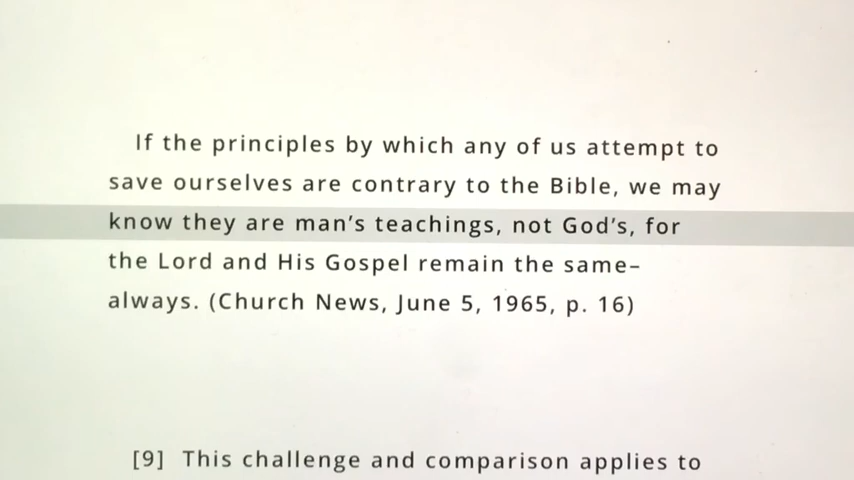 If the principles by which any of us attempt to
save ourselves are contrary to the Bible, we may
know they are man’s teachings, not God’s, for
the Lord and His Gospel remain the same–
always. (Church News, June 5, 1965, p. 16)
[9] This challenge and comparison applies to